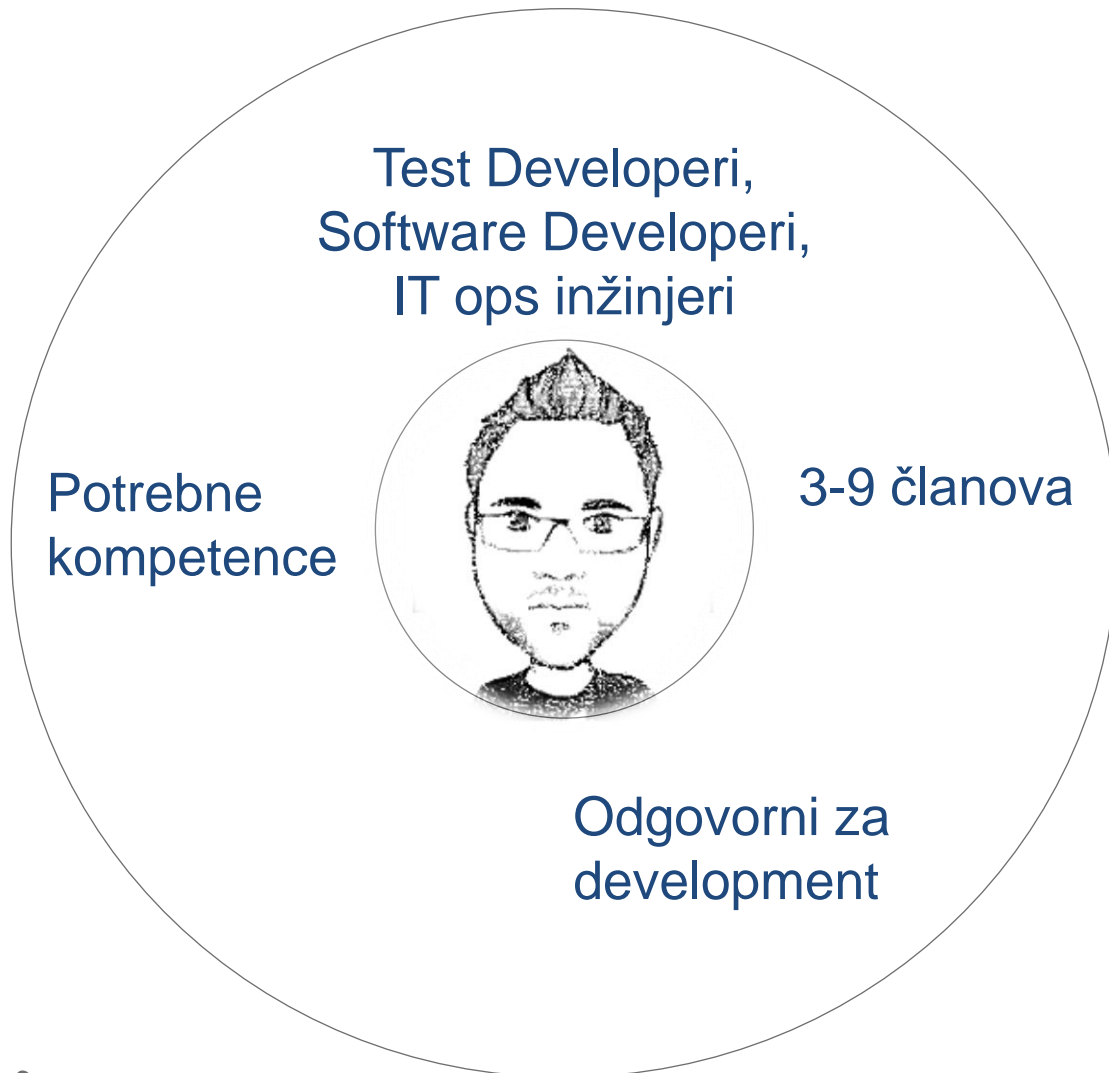 Test Developeri,
Software Developeri,
IT ops inžinjeri
Potrebne
kompetence
3-9 članova
Odgovorni za
development